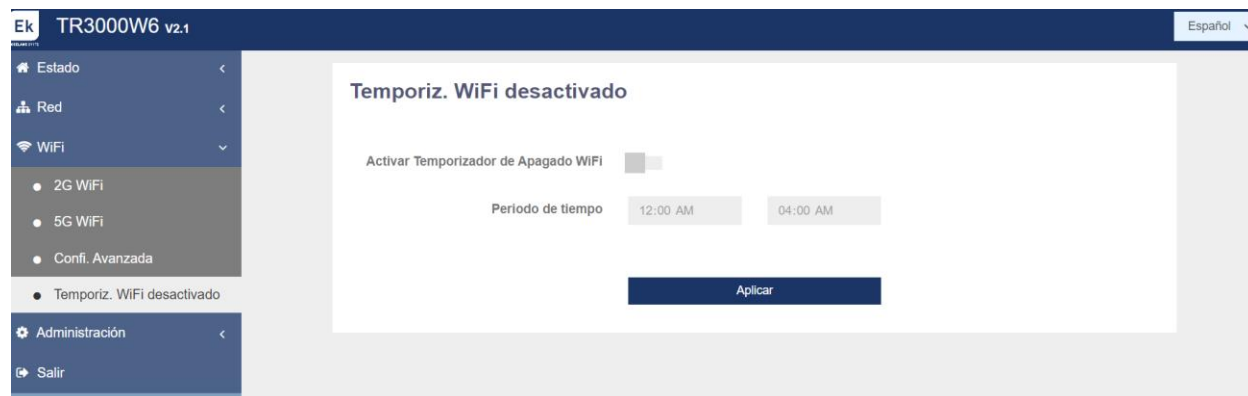 Ek
TR3000W6 V2.1
Español
Estado
Red
WiFi
2G WiFi
5G WiFi
Confi. Avanzada
Temporiz. WiFi desactivado
Administración
Salir
Temporiz. WiFi desactivado
Activar Temporizador de Apagado WiFi
Periodo de tiempo
12:00 AM
04:00 AM
Aplicar